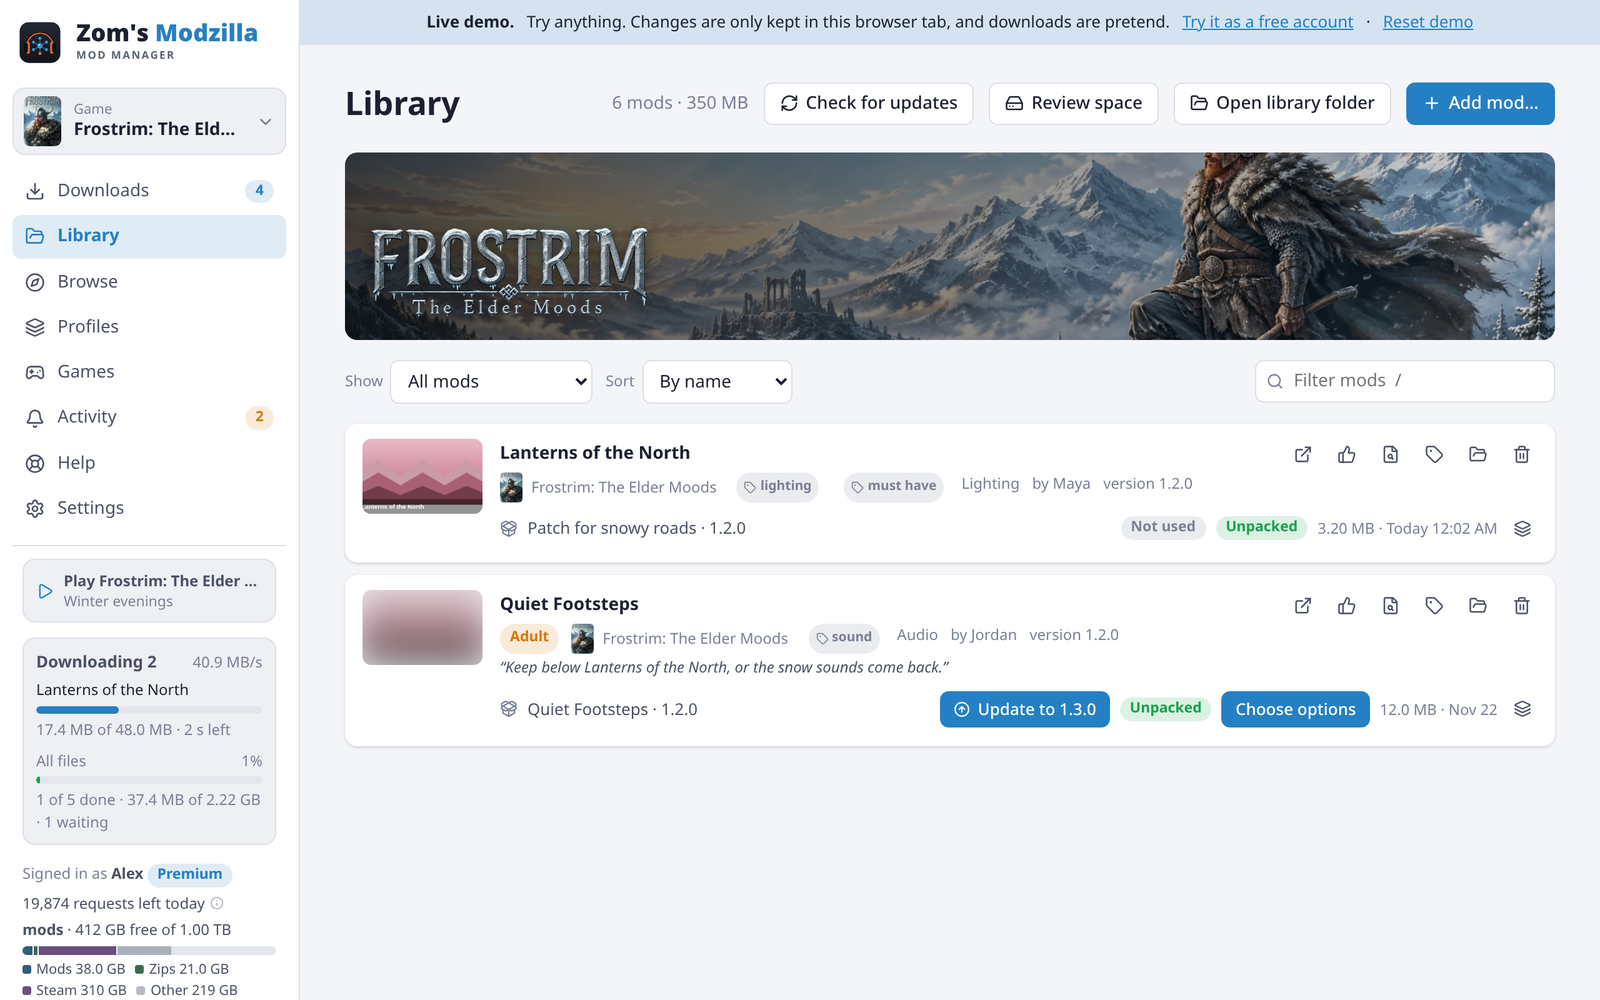 Zom's Modzilla
MOD MANAGER
Game
Frostrim: The Eld...
Downloads 4
Library
Browse
Profiles
Games
Activity 2
Help
Settings
Play Frostrim: The Elder ...
Winter evenings
Downloading 2 40.9 MB/s
Lanterns of the North
17.4 MB of 48.0 MB · 2 s left
All files 1%
1 of 5 done · 37.4 MB of 2.22 GB
· 1 waiting
Signed in as Alex Premium
19,874 requests left today
mods · 412 GB free of 1.00 TB
Mods 38.0 GB Zips 21.0 GB
Steam 310 GB Other 219 GB
Live demo. Try anything. Changes are only kept in this browser tab, and downloads are pretend. Try it as a free account · Reset demo
Library 6 mods · 350 MB Check for updates Review space Open library folder + Add mod...
FROSTRIM
The Elder Moods
Show All mods Sort By name Filter mods /
Lanterns of the North
Lanterns of the North
Frostrim: The Elder Moods lighting must have Lighting by Maya version 1.2.0
Patch for snowy roads · 1.2.0 Not used Unpacked 3.20 MB · Today 12:02 AM
Quiet Footsteps
Adult Frostrim: The Elder Moods sound Audio by Jordan version 1.2.0
“Keep below Lanterns of the North, or the snow sounds come back.”
Quiet Footsteps · 1.2.0 Update to 1.3.0 Unpacked Choose options 12.0 MB · Nov 22